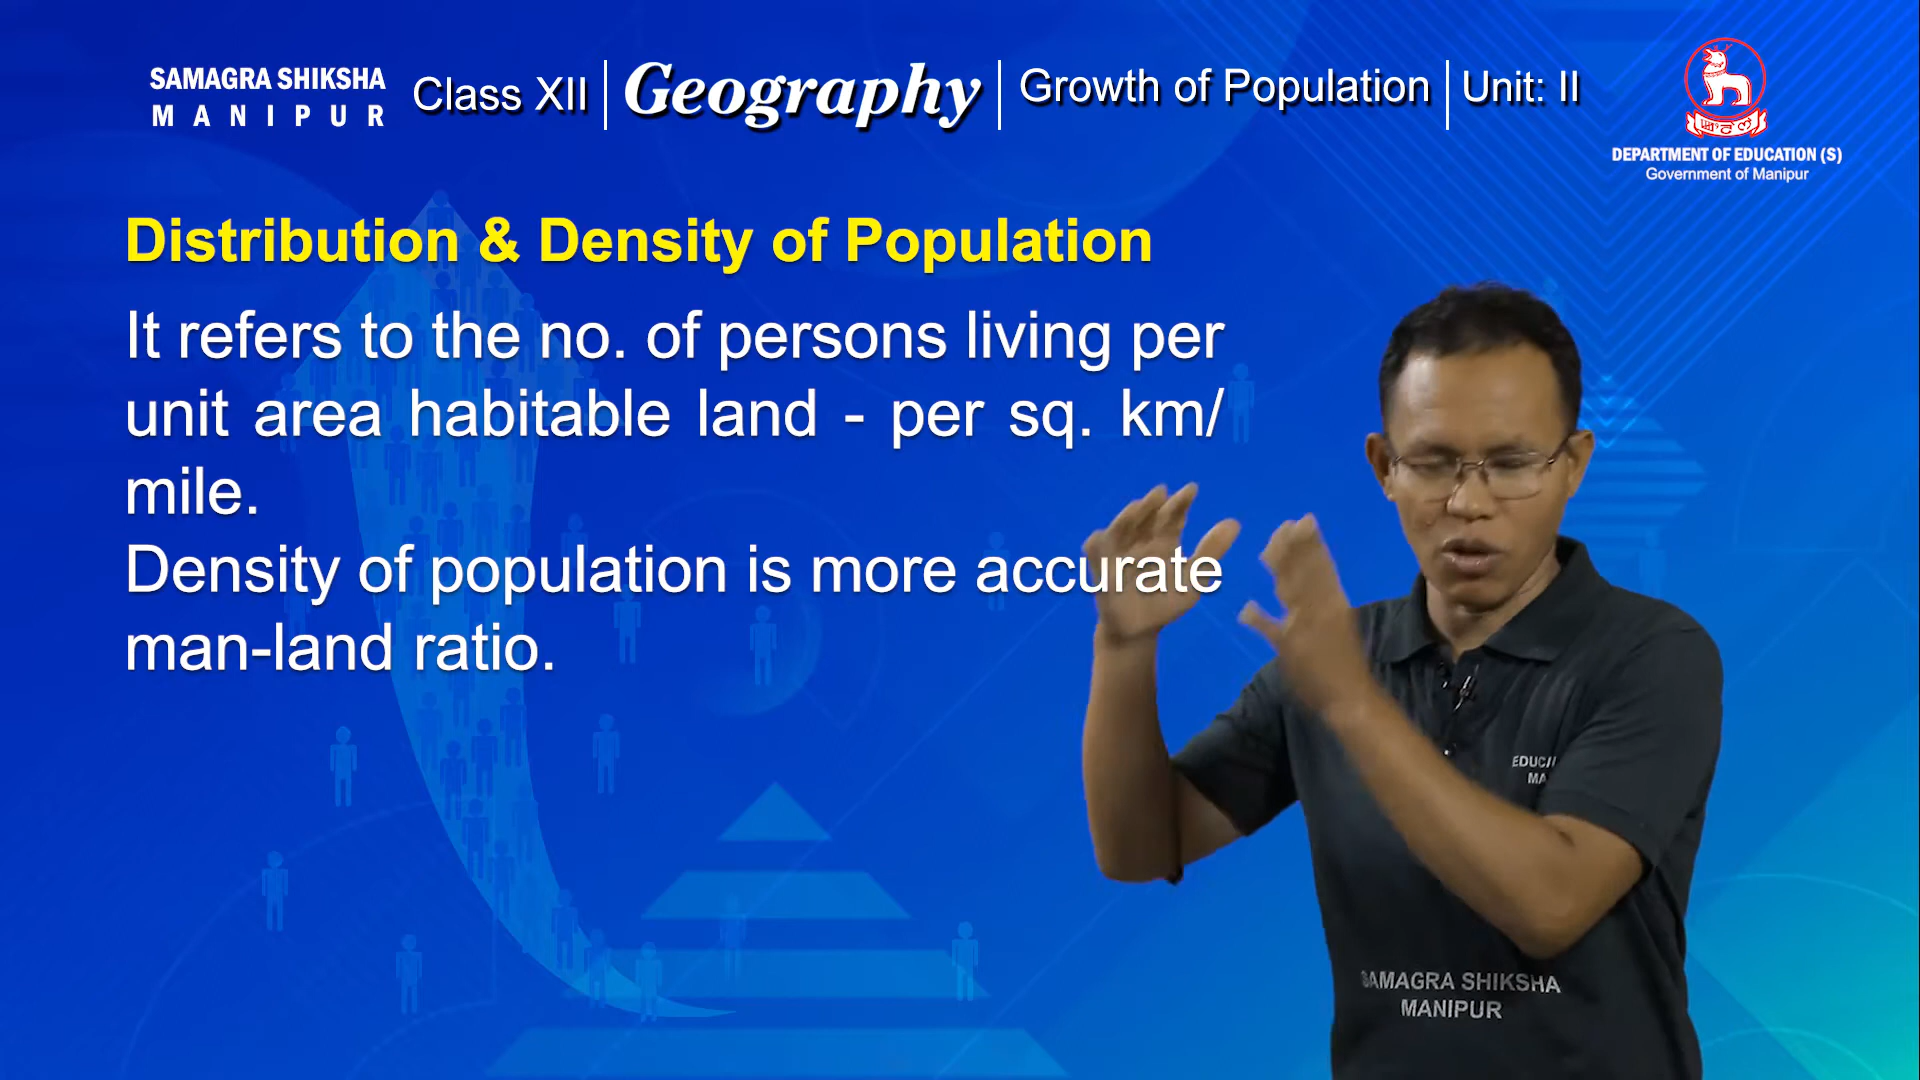 SAMAGRA SHIKSHA
MANIPUR
Class XII
Geography
Growth of Population
Unit: II
DEPARTMENT OF EDUCATION (S)
Government of Manipur
Distribution & Density of Population
It refers to the no. of persons living per
unit area habitable land - per sq. km/
mile.
Density of population is more accurate
man-land ratio.
SAMAGRA SHIKSHA
MANIPUR